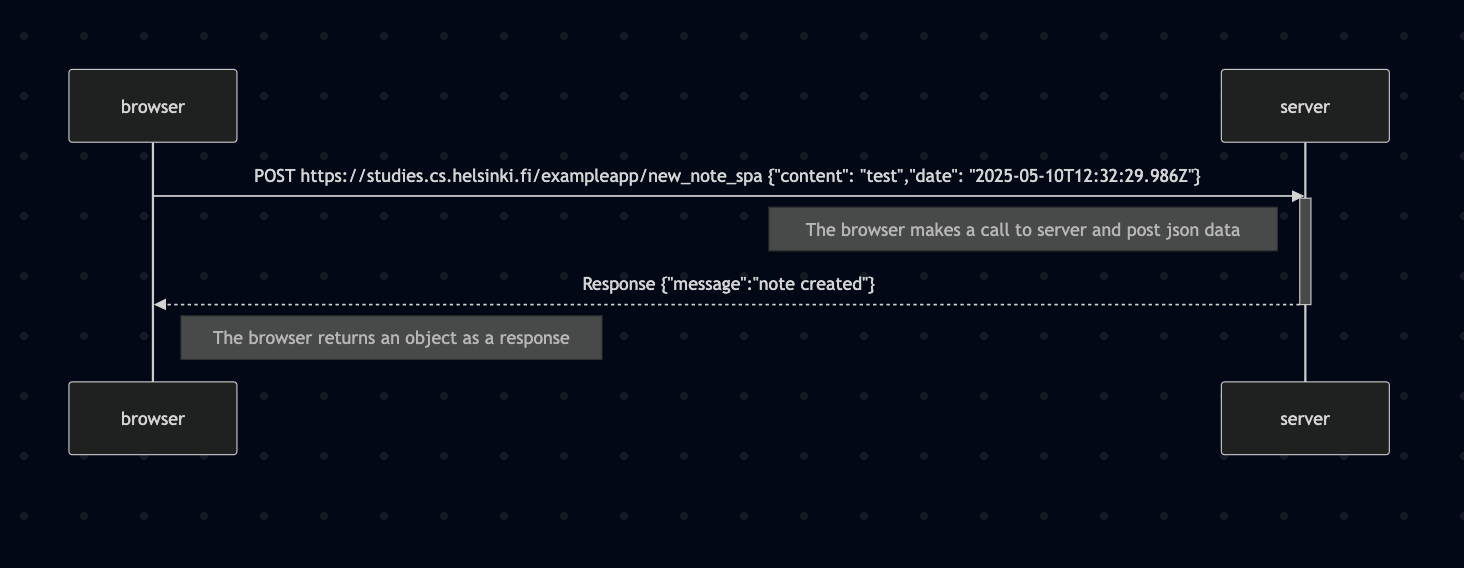 browser
server
POST https://studies.cs.helsinki.fi/exampleapp/new_note_spa {"content": "test","date": "2025-05-10T12:32:29.986Z"}
The browser makes a call to server and post json data
Response {"message":"note created"}
The browser returns an object as a response
browser
server